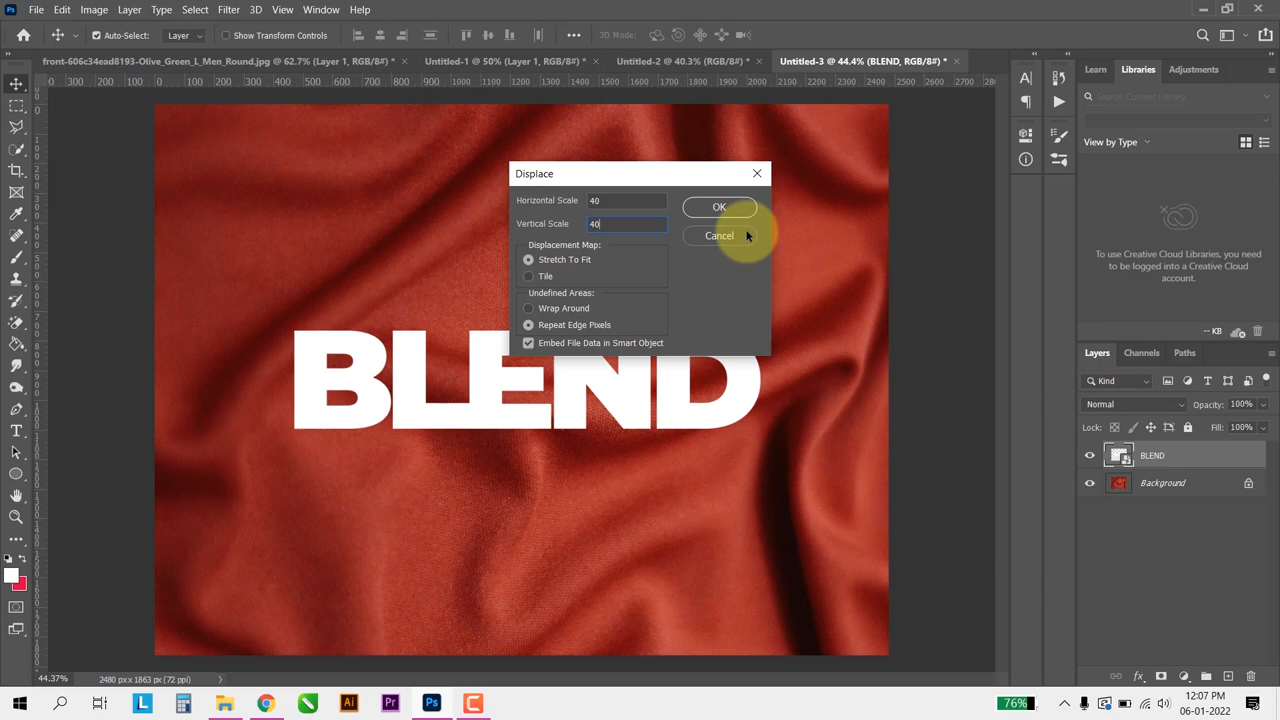 Ps File Edit Image Layer Type Select Filter 3D View Window Help
Auto-Select: Layer Show Transform Controls 3D Mode:
front-606c34ead8193-Olive_Green_L_Men_Round.jpg @ 62.7% (Layer 1, RGB/8#) * Untitled-1 @ 50% (Layer 1, RGB/8#) * Untitled-2 @ 40.3% (RGB/8#) * Untitled-3 @ 44.4% (BLEND, RGB/8#) *
Learn Libraries Adjustments
Search Current Library
View by Type
To use Creative Cloud Libraries, you need
to be logged into a Creative Cloud
account.
-- KB
Displace
Horizontal Scale 40 OK
Vertical Scale 40 Cancel
Displacement Map:
Stretch To Fit
Tile
Undefined Areas:
Wrap Around
Repeat Edge Pixels
Embed File Data in Smart Object
BLEND
Layers Channels Paths
Kind
Normal Opacity: 100%
Lock: Fill: 100%
BLEND
Background
44.37% 2480 px x 1863 px (72 ppi)
L Ai Pr Ps C 76% 12:07 PM
06-01-2022